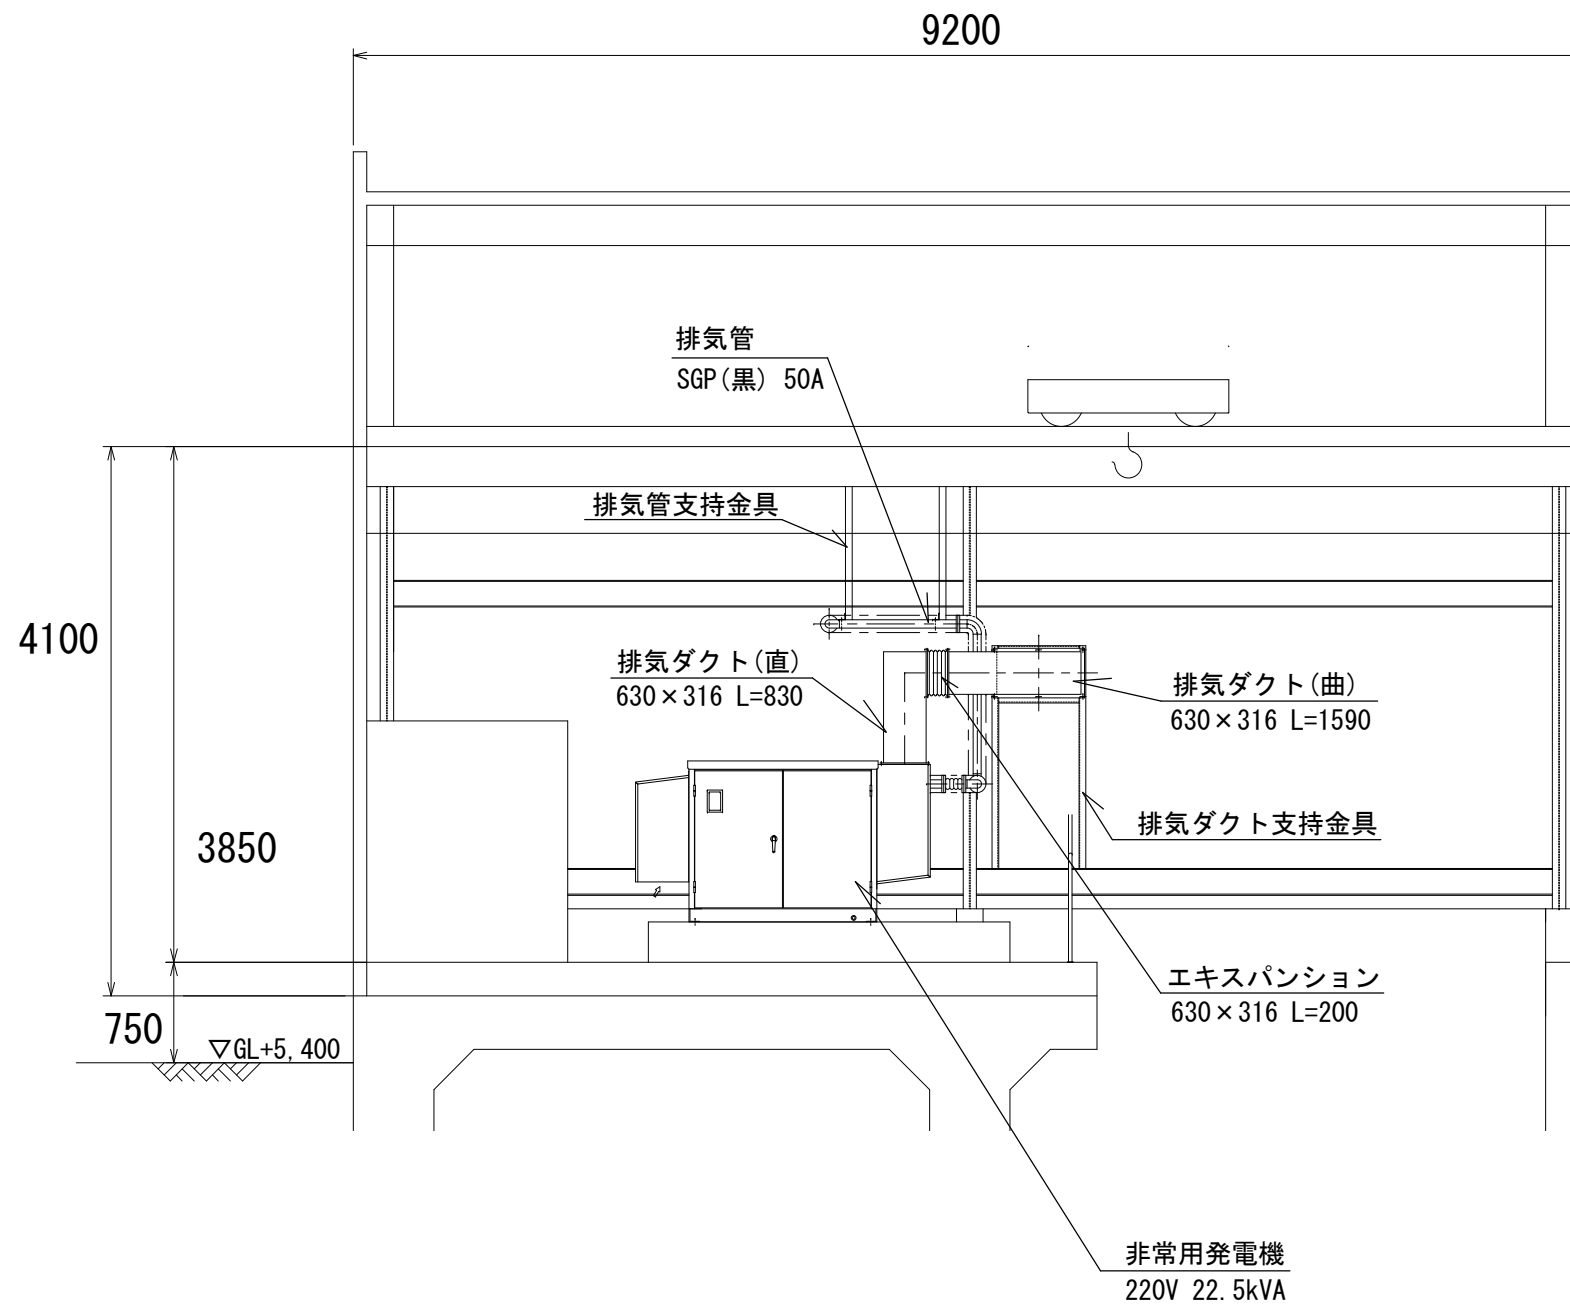 9200
排気管
SGP(黒) 50A
排気管支持金具
4100
排気ダクト(直)
630×316 L=830
排気ダクト(曲)
630×316 L=1590
3850
排気ダクト支持金具
エキスパンション
630×316 L=200
750
▽GL+5,400
非常用発電機
220V 22.5kVA